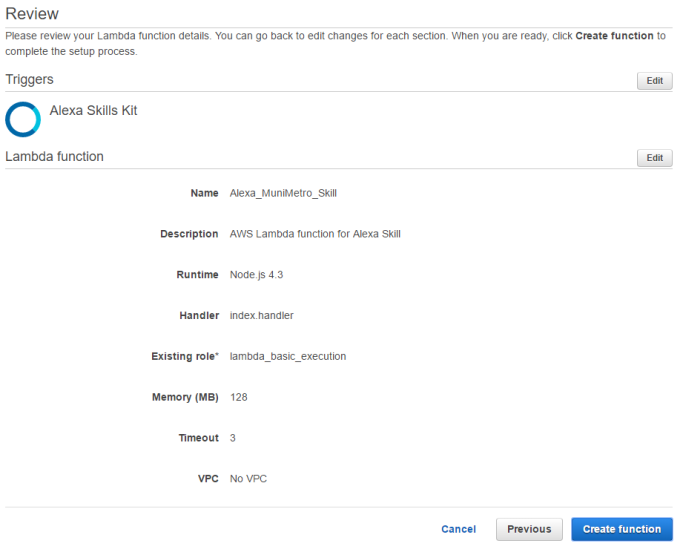 Review
Please review your Lambda function details. You can go back to edit changes for each section. When you are ready, click Create function to
complete the setup process.
Triggers Edit
Alexa Skills Kit
Lambda function Edit
Name Alexa_MuniMetro_Skill
Description AWS Lambda function for Alexa Skill
Runtime Node.js 4.3
Handler index.handler
Existing role* lambda_basic_execution
Memory (MB) 128
Timeout 3
VPC No VPC
Cancel Previous Create function